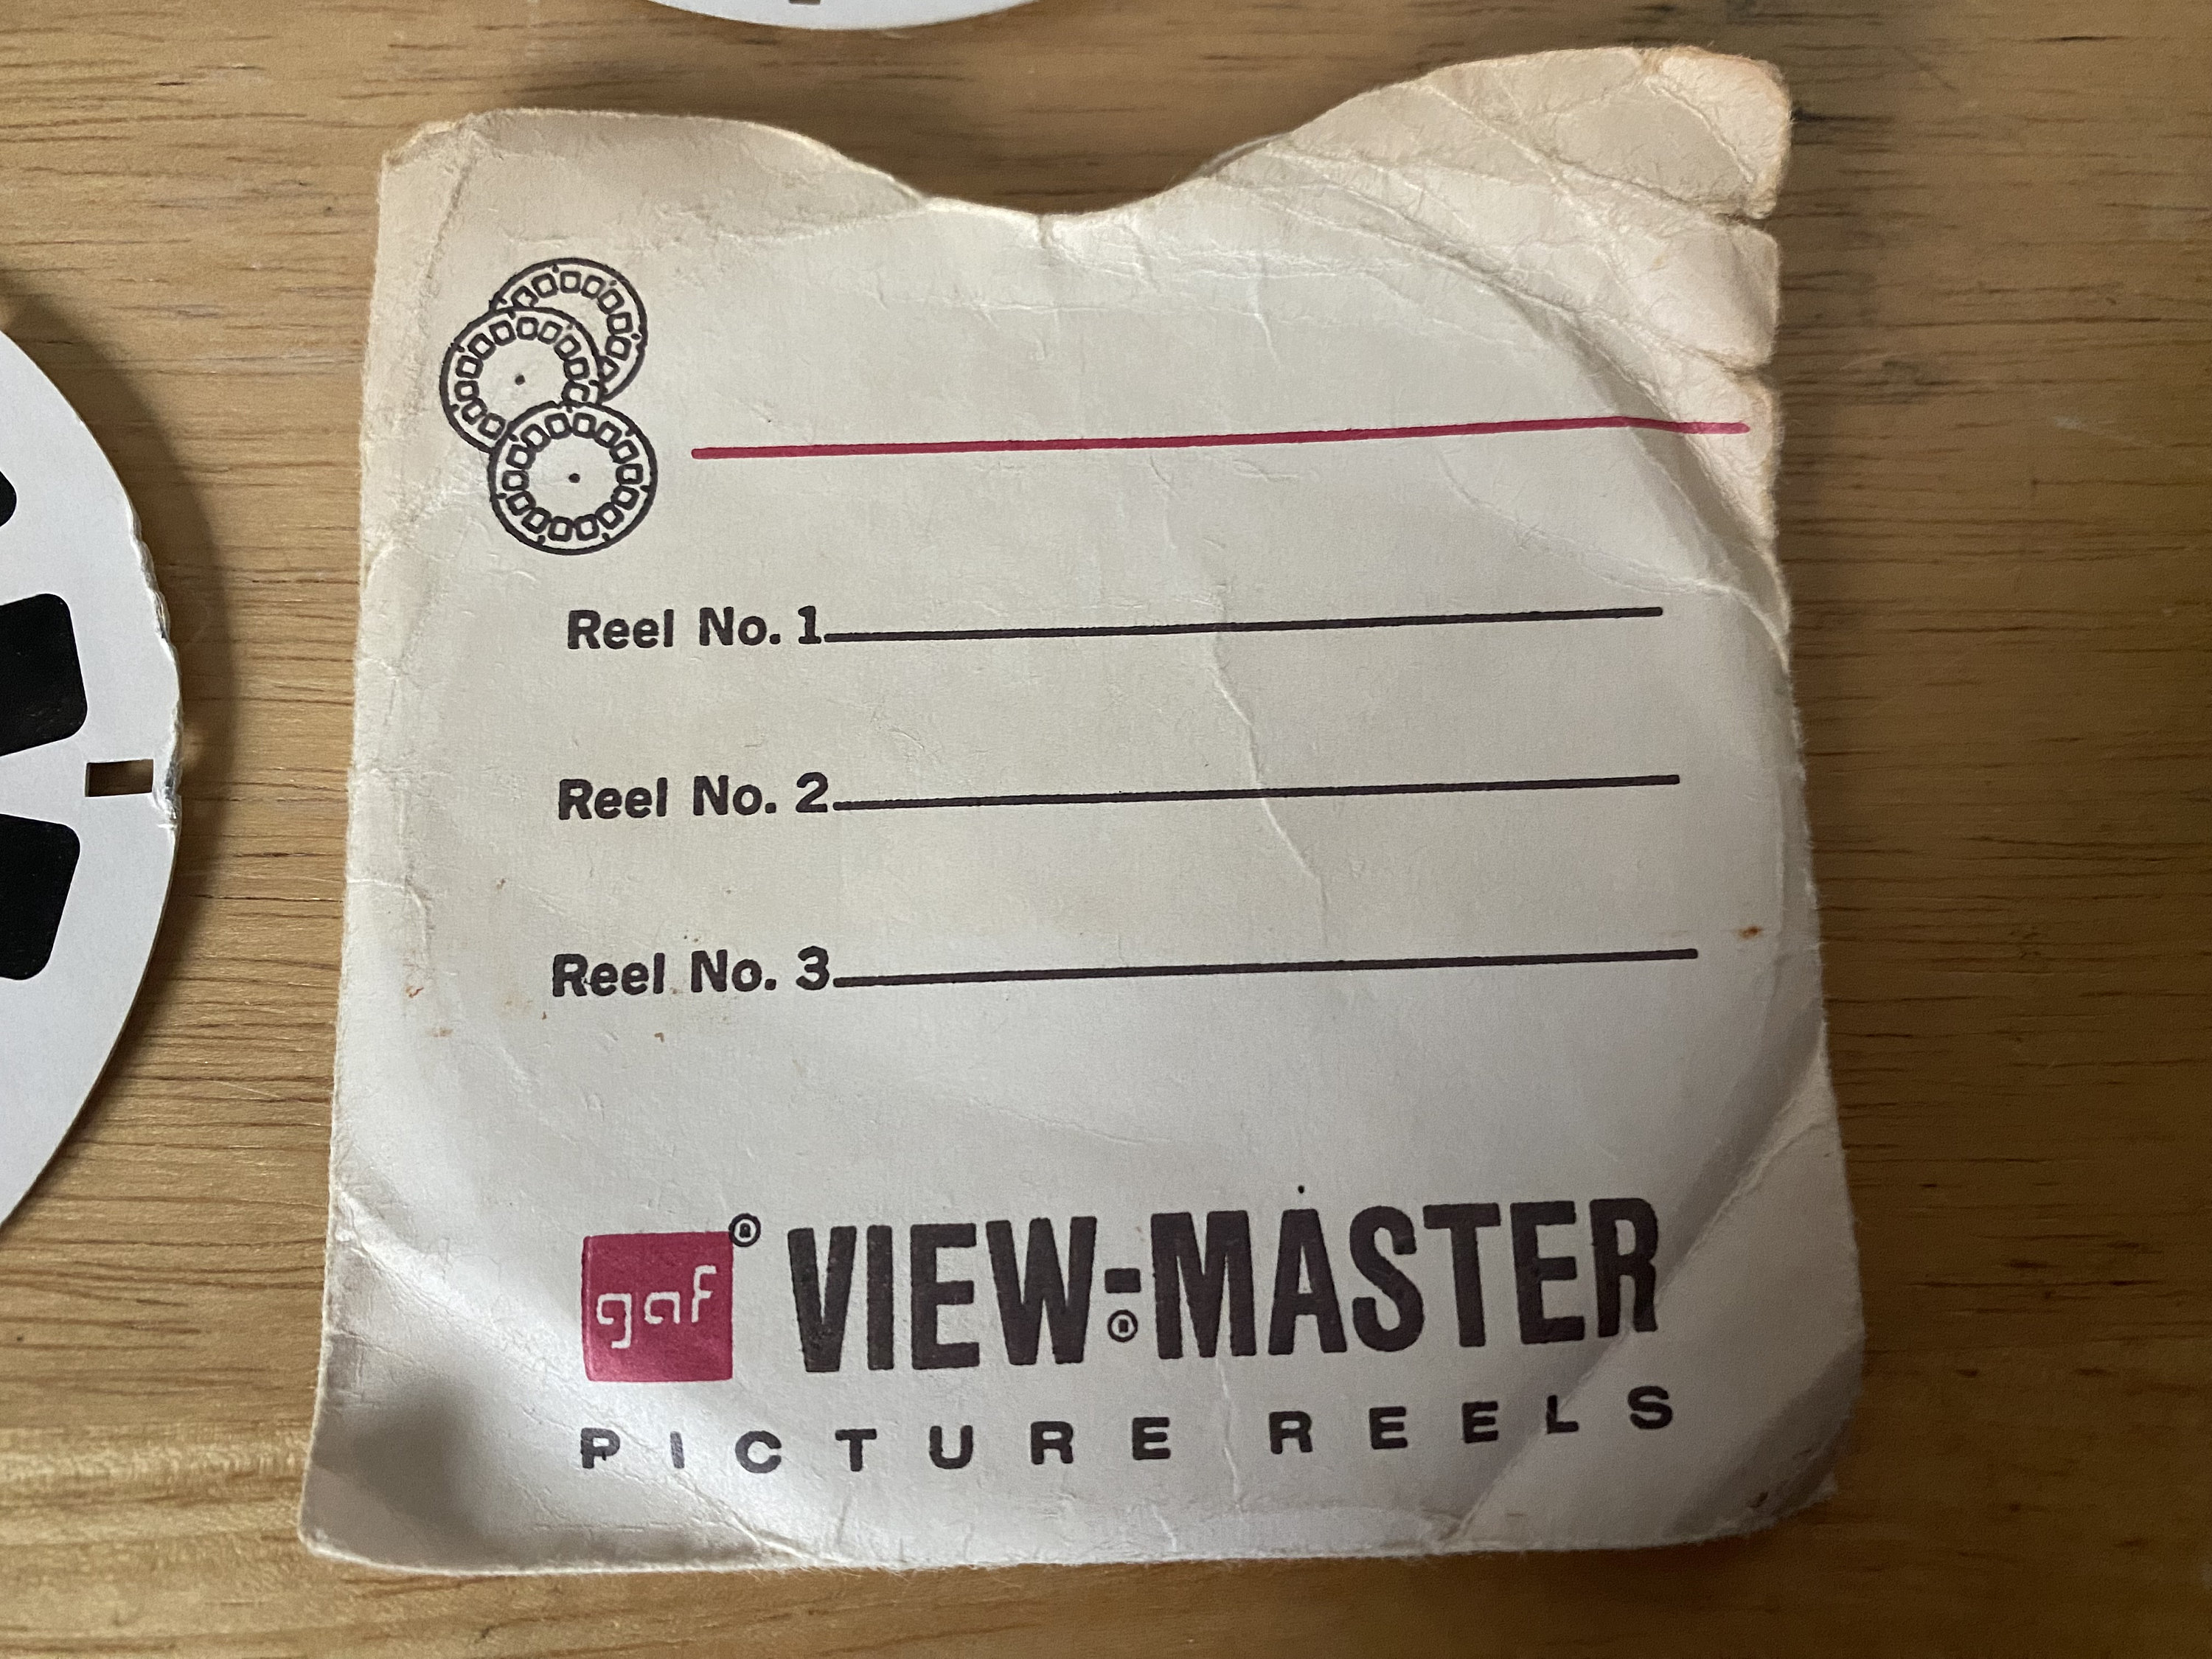 Reel No. 1
Reel No. 2
Reel No. 3
gaf® VIEW-MASTER®
PICTURE REELS